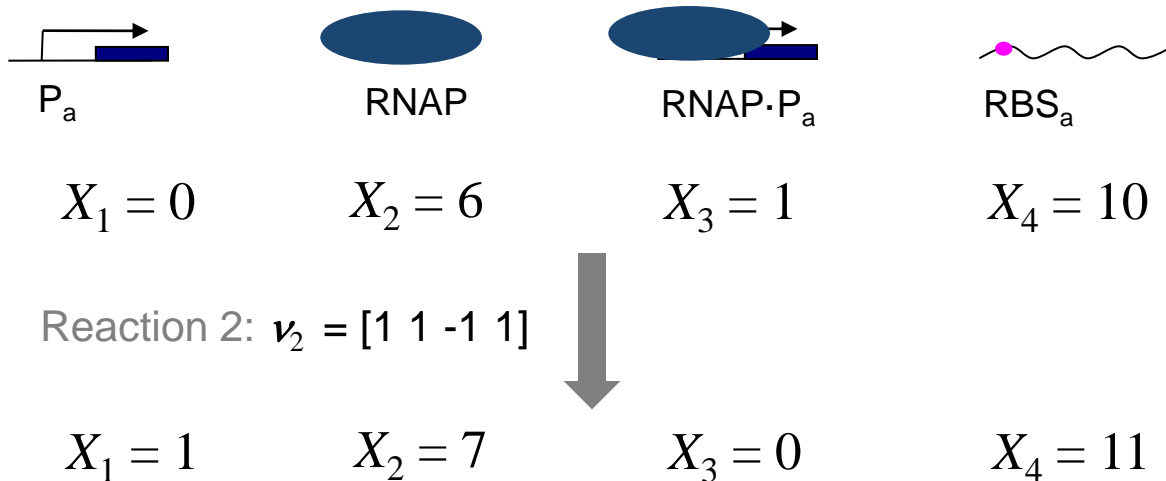 Pₐ RNAP RNAP·Pₐ RBSₐ
X₁ = 0 X₂ = 6 X₃ = 1 X₄ = 10
Reaction 2: ν₂ = [1 1 -1 1]
X₁ = 1 X₂ = 7 X₃ = 0 X₄ = 11